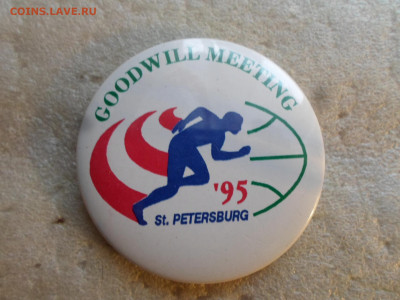 COINS.LAVE.RU
GOODWILL MEETING
'95
St. PETERSBURG